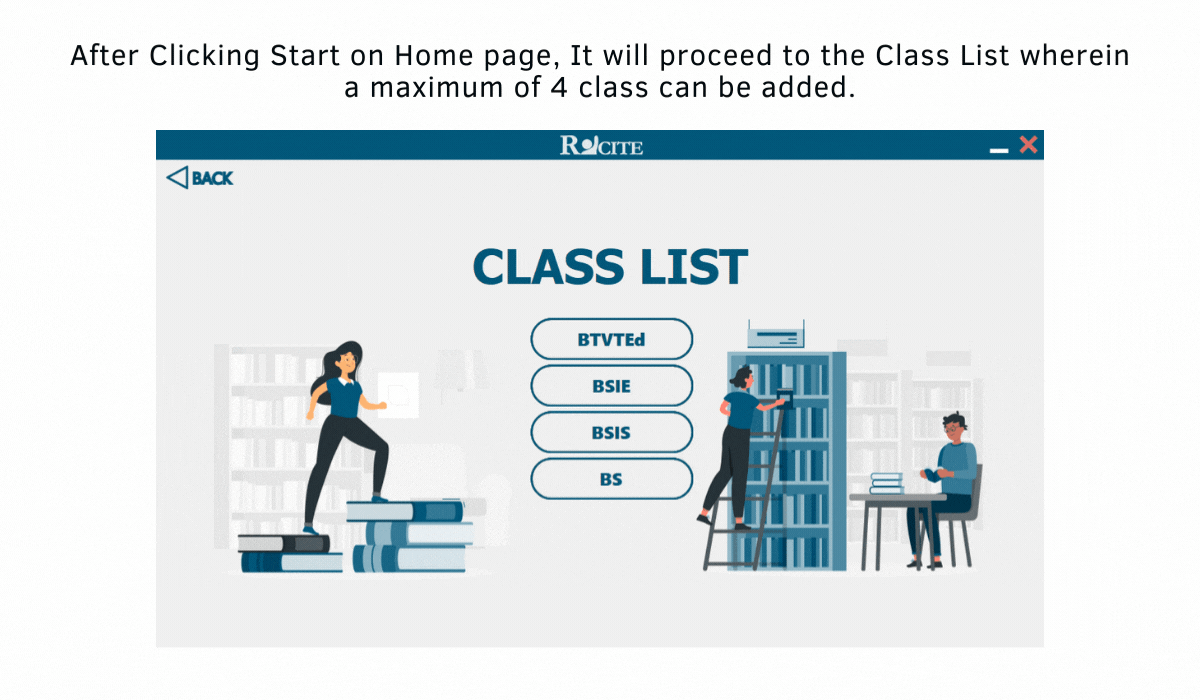 After Clicking Start on Home page, It will proceed to the Class List wherein
a maximum of 4 class can be added.
RECITE
BACK
CLASS LIST
BTVTEd
BSIE
BSIS
BS